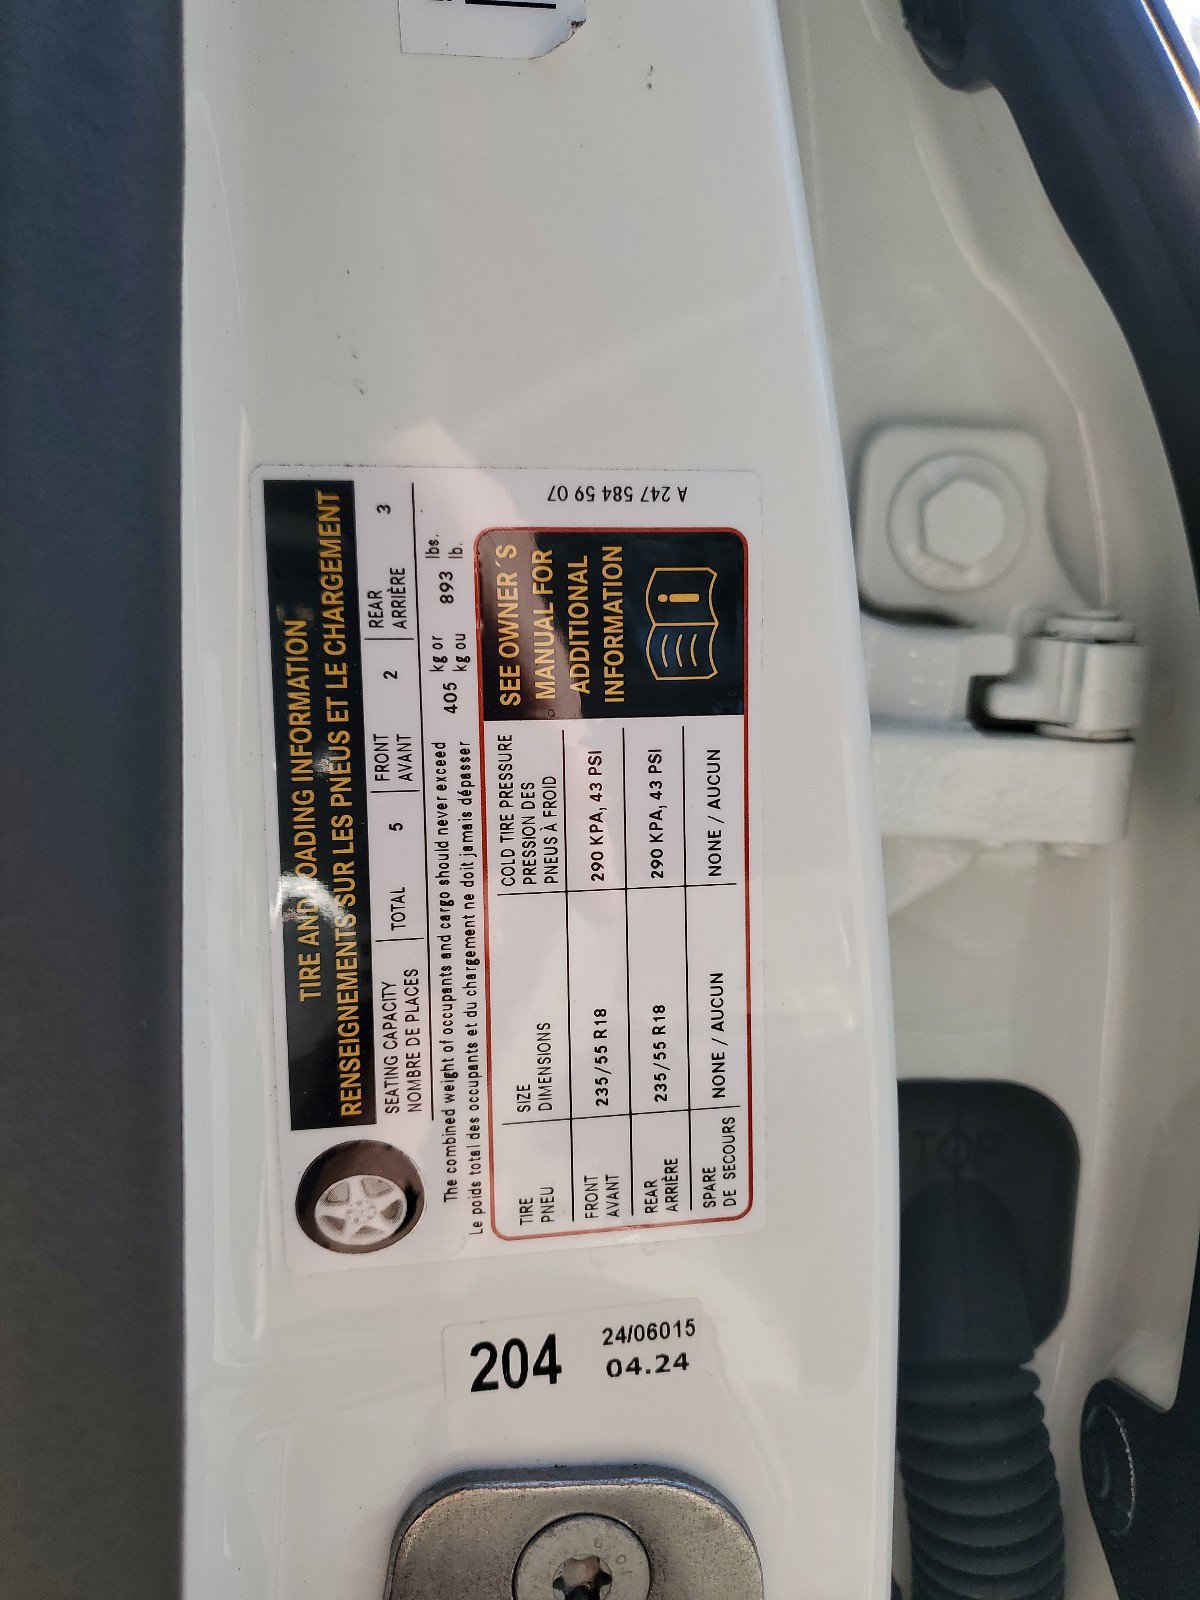 TIRE AND LOADING INFORMATION
RENSEIGNEMENTS SUR LES PNEUS ET LE CHARGEMENT
SEATING CAPACITY
NOMBRE DE PLACES
TOTAL 5
FRONT
AVANT
2
REAR
ARRIÈRE
3
The combined weight of occupants and cargo should never exceed 405 kg or 893 lbs.
Le poids total des occupants et du chargement ne doit jamais dépasser kg ou lb.
TIRE
PNEU
SIZE
DIMENSIONS
COLD TIRE PRESSURE
PRESSION DES
PNEUS À FROID
FRONT
AVANT
235/55 R18
290 KPA, 43 PSI
REAR
ARRIÈRE
235/55 R18
290 KPA, 43 PSI
SPARE
DE SECOURS
NONE / AUCUN
NONE / AUCUN
SEE OWNER´S
MANUAL FOR
ADDITIONAL
INFORMATION
i
A 247 584 59 07
204
24/06015
04.24